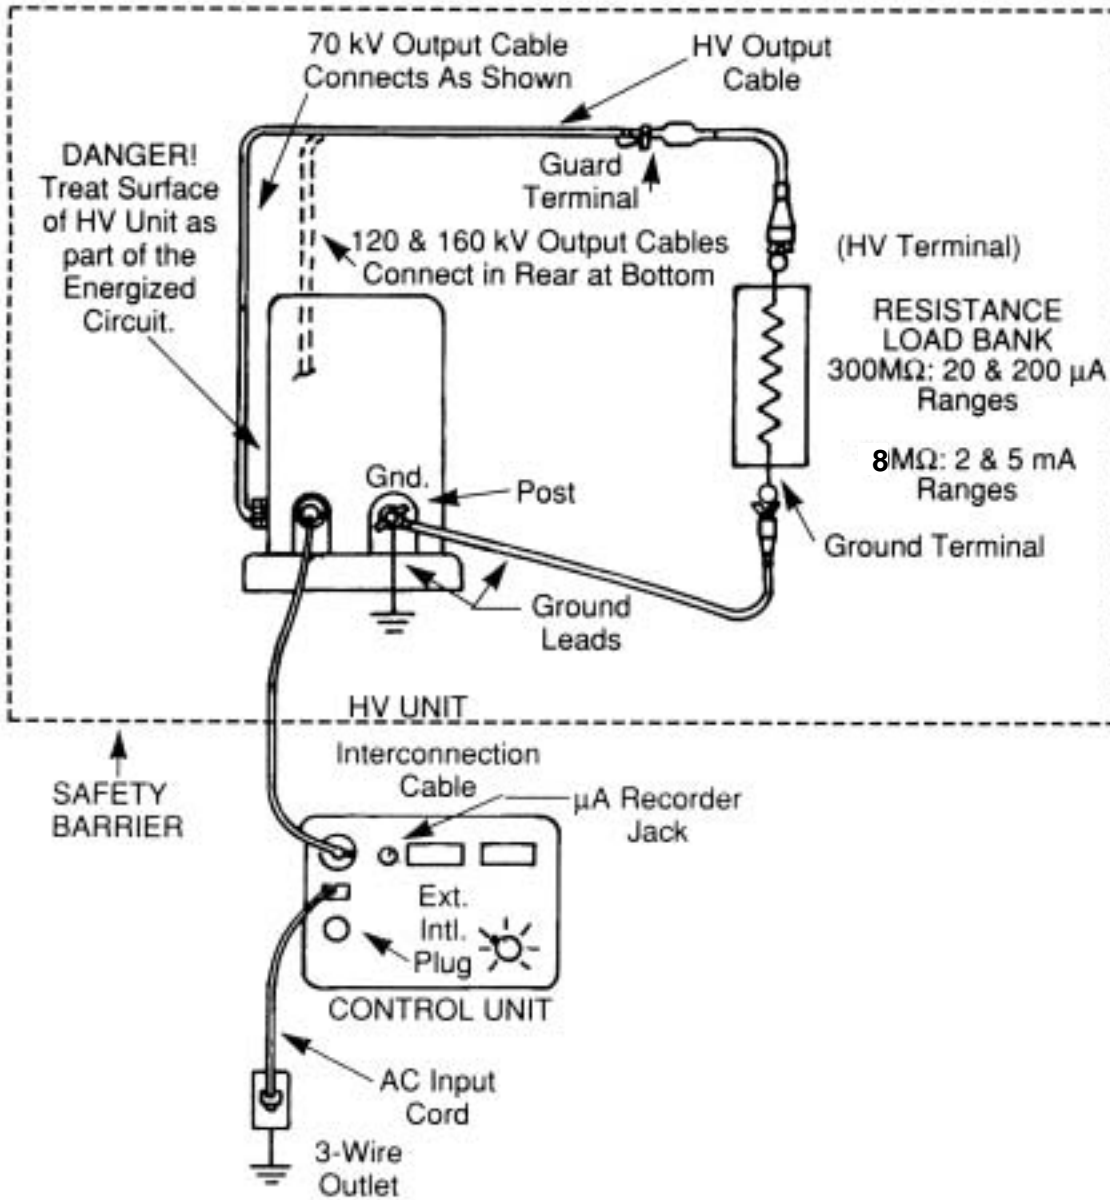 70 kV Output Cable
Connects As Shown
HV Output
Cable
DANGER!
Treat Surface
of HV Unit as
part of the
Energized
Circuit.
Guard
Terminal
120 & 160 kV Output Cables
Connect in Rear at Bottom
(HV Terminal)
RESISTANCE
LOAD BANK
300MΩ: 20 & 200 µA
Ranges
8MΩ: 2 & 5 mA
Ranges
Gnd.
Post
Ground Terminal
Ground
Leads
HV UNIT
SAFETY
BARRIER
Interconnection
Cable
µA Recorder
Jack
Ext.
Intl.
Plug
CONTROL UNIT
AC Input
Cord
3-Wire
Outlet